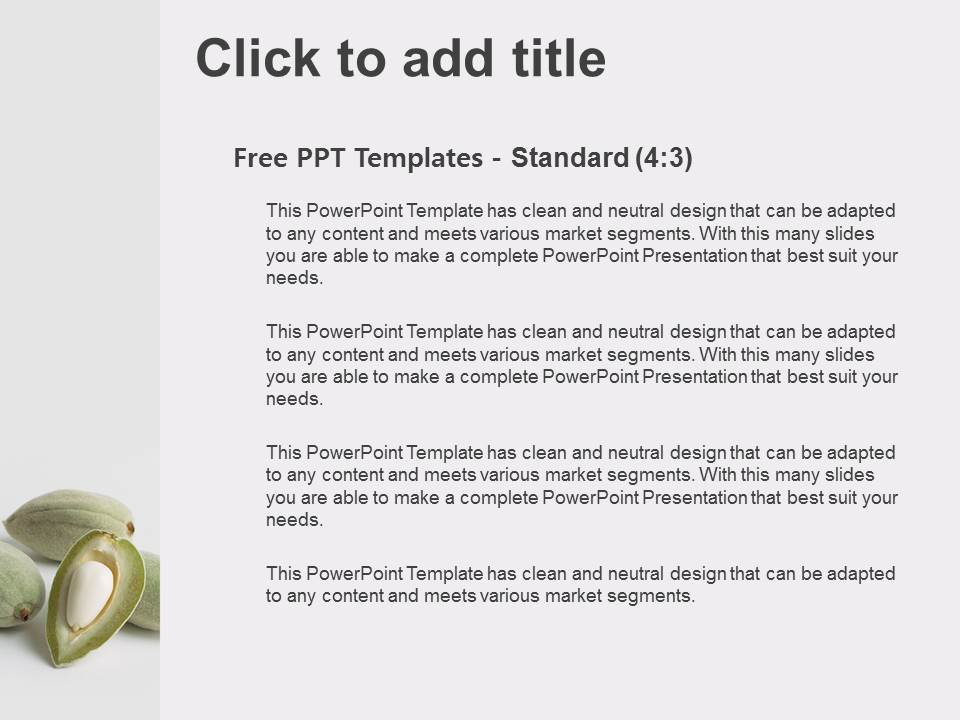 Click to add title
Free PPT Templates - Standard (4:3)
This PowerPoint Template has clean and neutral design that can be adapted
to any content and meets various market segments. With this many slides
you are able to make a complete PowerPoint Presentation that best suit your
needs.
This PowerPoint Template has clean and neutral design that can be adapted
to any content and meets various market segments. With this many slides
you are able to make a complete PowerPoint Presentation that best suit your
needs.
This PowerPoint Template has clean and neutral design that can be adapted
to any content and meets various market segments. With this many slides
you are able to make a complete PowerPoint Presentation that best suit your
needs.
This PowerPoint Template has clean and neutral design that can be adapted
to any content and meets various market segments.